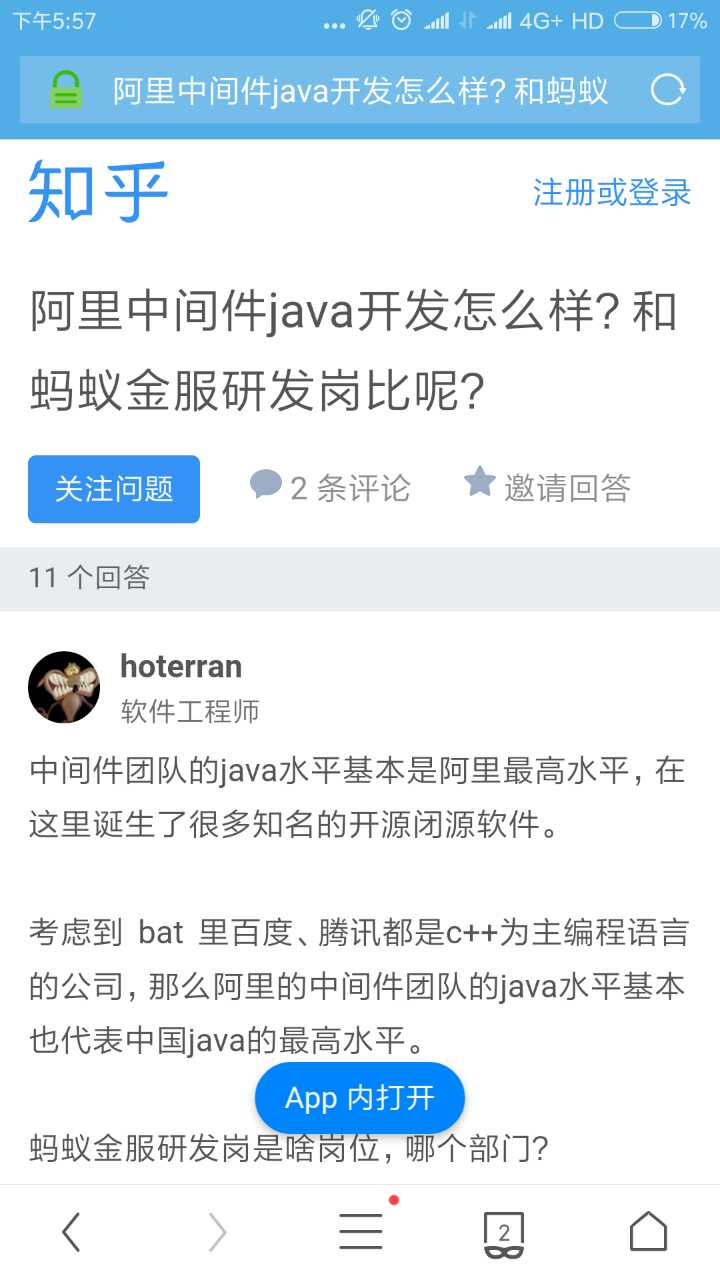 下午5:57
... 4G+ HD 17%
阿里中间件java开发怎么样? 和蚂蚁
知乎
注册或登录
阿里中间件java开发怎么样? 和
蚂蚁金服研发岗比呢?
关注问题
2 条评论
邀请回答
11 个回答
hoterran
软件工程师
中间件团队的java水平基本是阿里最高水平, 在
这里诞生了很多知名的开源闭源软件。
考虑到 bat 里百度、腾讯都是c++为主编程语言
的公司, 那么阿里的中间件团队的java水平基本
也代表中国java的最高水平。
App 内打开
蚂蚁金服研发岗是啥岗位, 哪个部门?
2